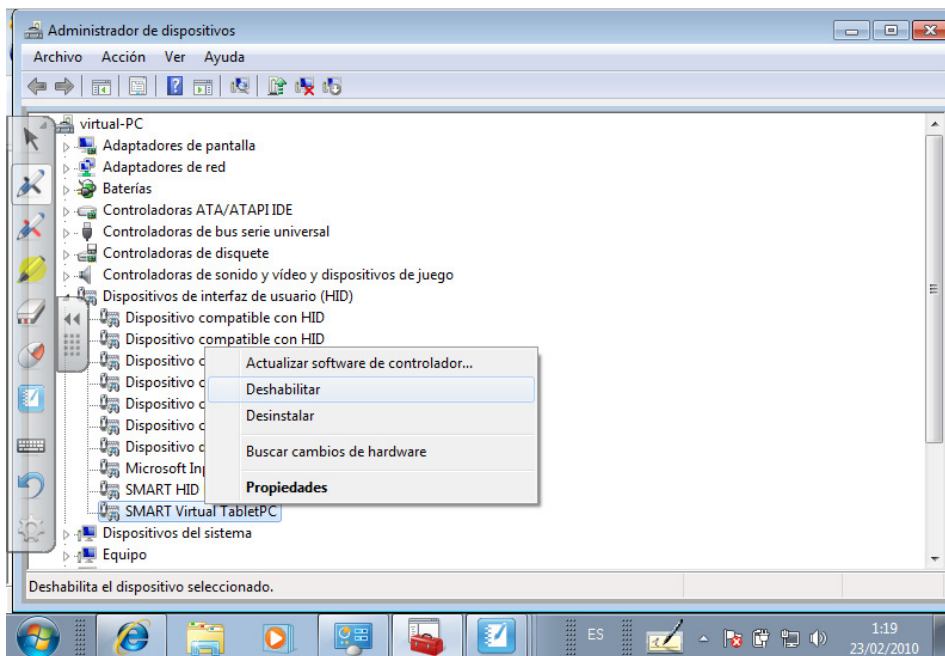 Administrador de dispositivos
Archivo Acción Ver Ayuda
virtual-PC
Adaptadores de pantalla
Adaptadores de red
Baterías
Controladoras ATA/ATAPI IDE
Controladoras de bus serie universal
Controladoras de disquete
Controladoras de sonido y vídeo y dispositivos de juego
Dispositivos de interfaz de usuario (HID)
Dispositivo compatible con HID
Dispositivo compatible con HID
Dispositivo c
Dispositivo c
Dispositivo c
Dispositivo c
Dispositivo c
Microsoft Inp
SMART HID
SMART Virtual TabletPC
Dispositivos del sistema
Equipo
Actualizar software de controlador...
Deshabilitar
Desinstalar
Buscar cambios de hardware
Propiedades
Deshabilita el dispositivo seleccionado.
ES
1:19
23/02/2010